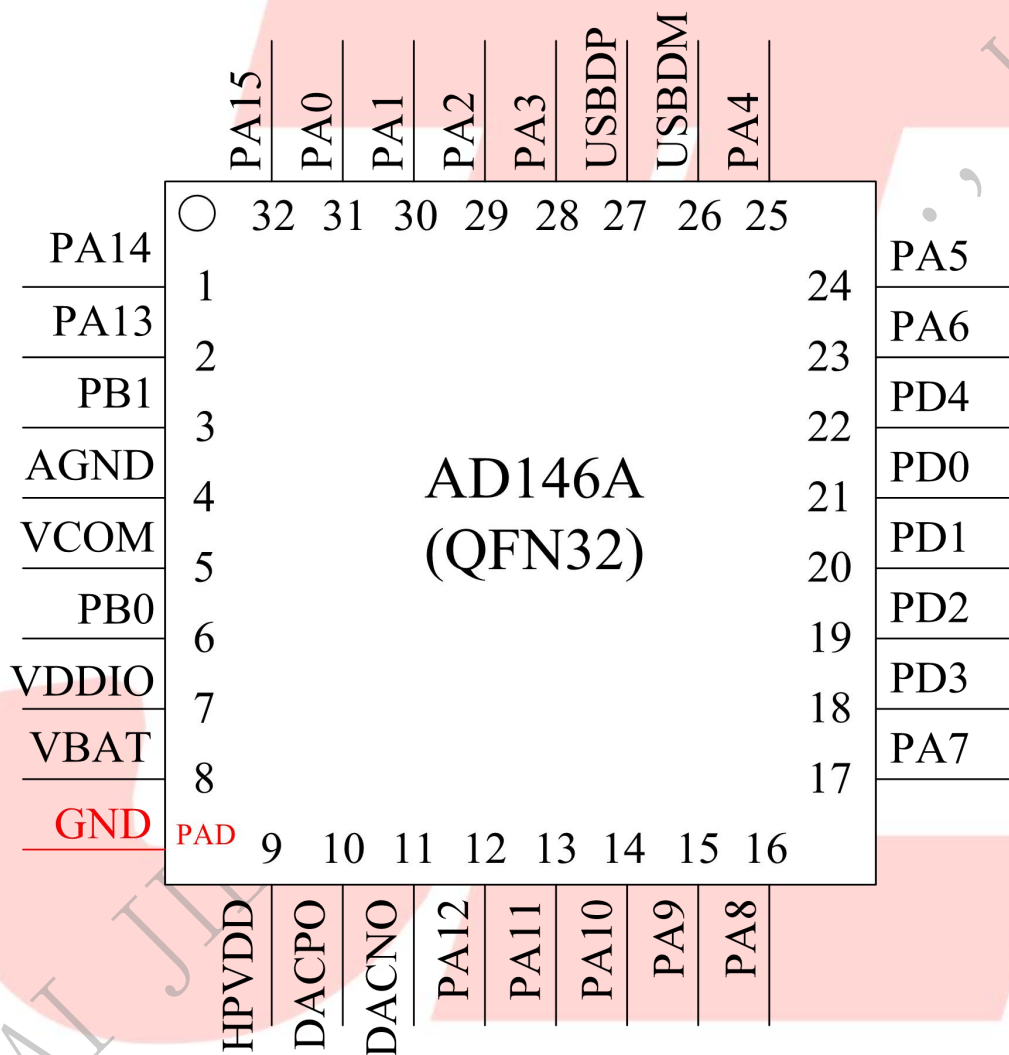 PA15 PA0 PA1 PA2 PA3 USBDP USBDM PA4
32 31 30 29 28 27 26 25
PA14 1
PA13 2
PB1 3
AGND 4
VCOM 5
PB0 6
VDDIO 7
VBAT 8
GND PAD
AD146A
(QFN32)
24 PA5
23 PA6
22 PD4
21 PD0
20 PD1
19 PD2
18 PD3
17 PA7
9 10 11 12 13 14 15 16
HPVDD DACPO DACNO PA12 PA11 PA10 PA9 PA8